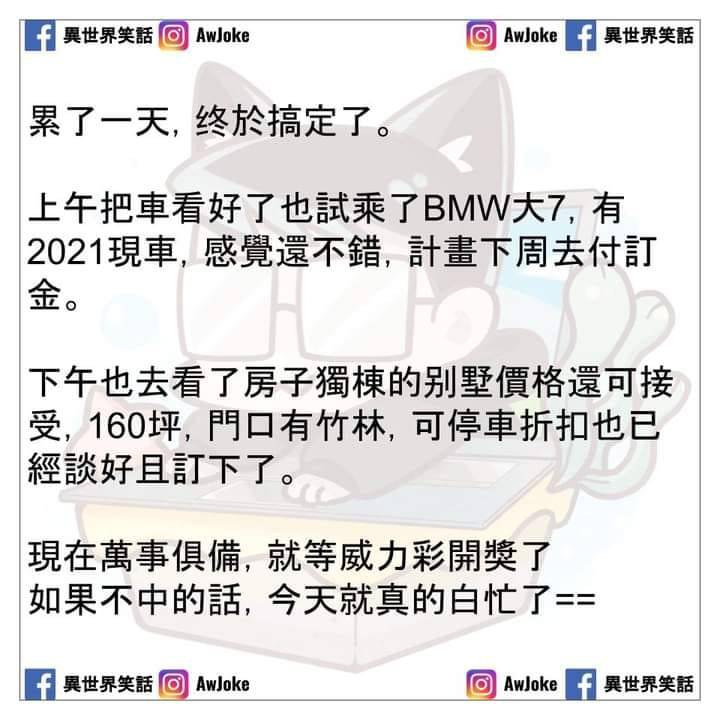 異世界笑話 AwJoke AwJoke 異世界笑話
累了一天, 终於搞定了。
上午把車看好了也試乘了BMW大7, 有
2021現車, 感覺還不錯, 計畫下周去付訂
金。
下午也去看了房子獨棟的別墅價格還可接
受, 160坪, 門口有竹林, 可停車折扣也已
經談好且訂下了。
現在萬事俱備, 就等威力彩開獎了
如果不中的話, 今天就真的白忙了==
異世界笑話 AwJoke AwJoke 異世界笑話